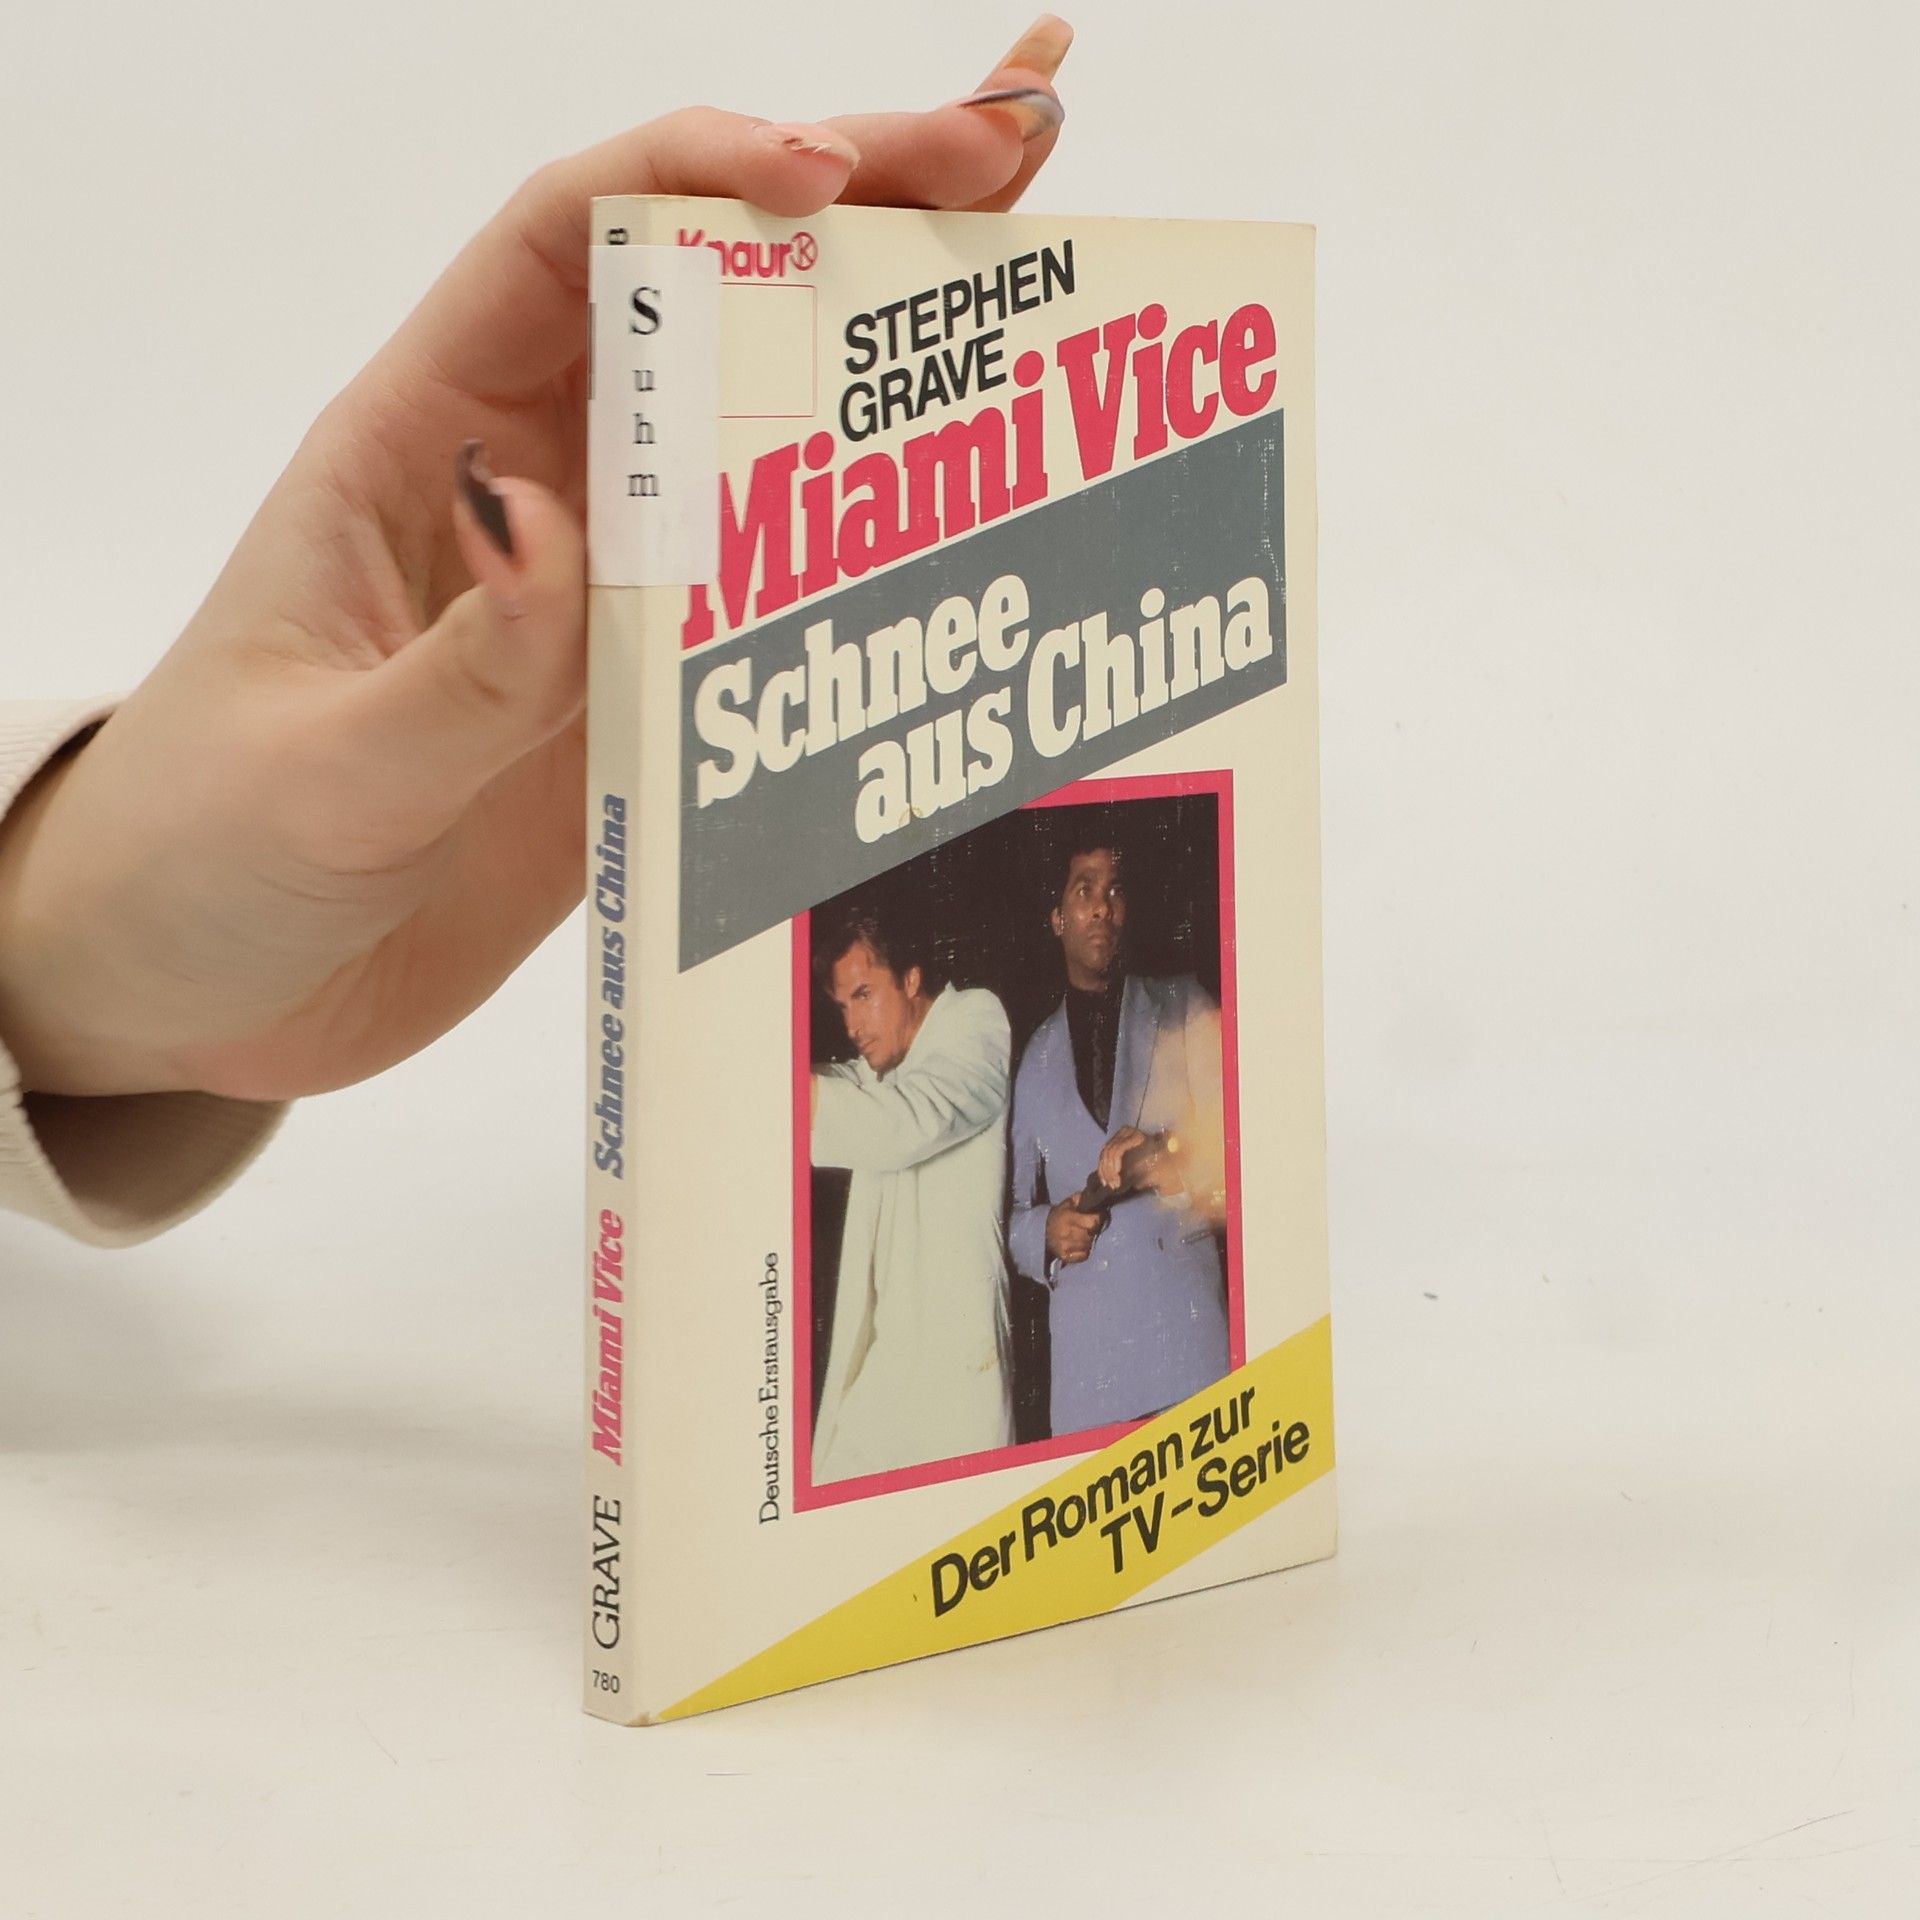 Knaur
STEPHEN
GRAVE
Miami Vice
Schnee
aus China
Deutsche Erstausgabe
Der Roman zur
TV-Serie
S
u
h
m
Schnee aus China
Miami Vice
GRAVE
780